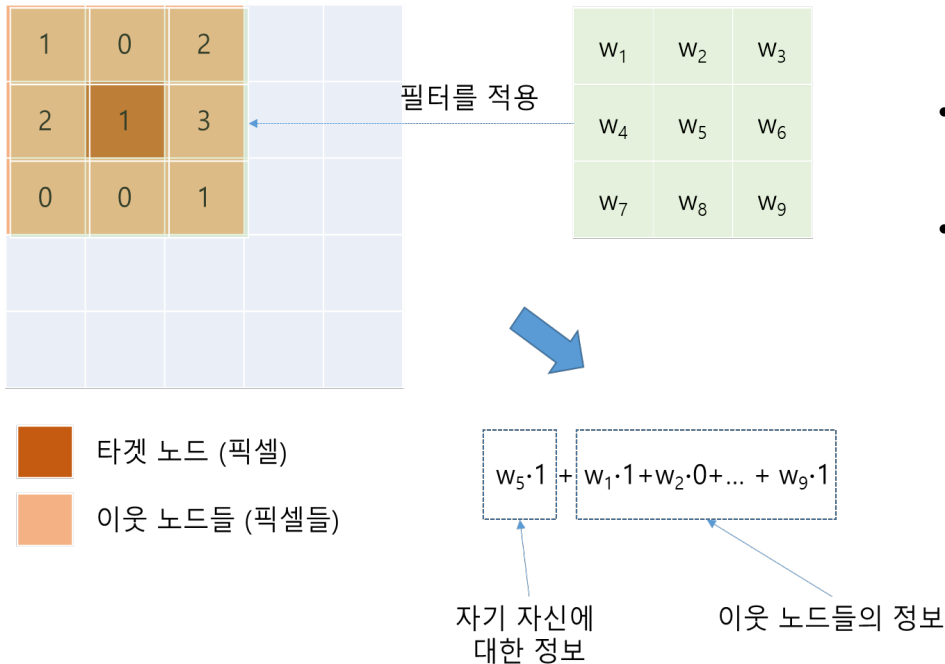 1 0 2
2 1 3
0 0 1
필터를 적용
w₁ w₂ w₃
w₄ w₅ w₆
w₇ w₈ w₉
•
•
타겟 노드 (픽셀)
이웃 노드들 (픽셀들)
w₅·1 + w₁·1+w₂·0+... + w₉·1
자기 자신에
대한 정보
이웃 노드들의 정보